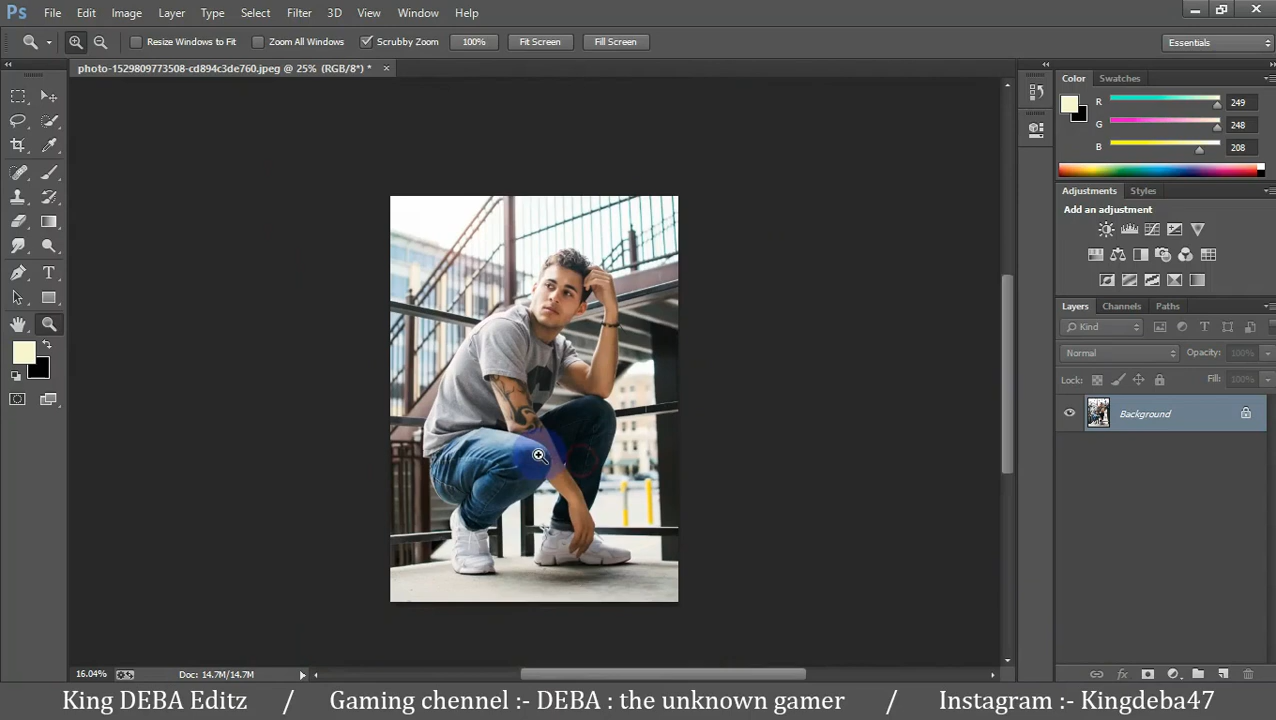 Ps File Edit Image Layer Type Select Filter 3D View Window Help
Resize Windows to Fit Zoom All Windows Scrubby Zoom 100% Fit Screen Fill Screen Essentials
photo-1529809773508-cd894c3de760.jpeg @ 25% (RGB/8*) *
Color Swatches
R 249
G 248
B 208
Adjustments Styles
Add an adjustment
Layers Channels Paths
Kind
Normal Opacity: 100%
Lock: Fill: 100%
Background
16.04% Doc: 14.7M/14.7M
King DEBA Editz / Gaming chennel :- DEBA : the unknown gamer / Instagram :- Kingdeba47